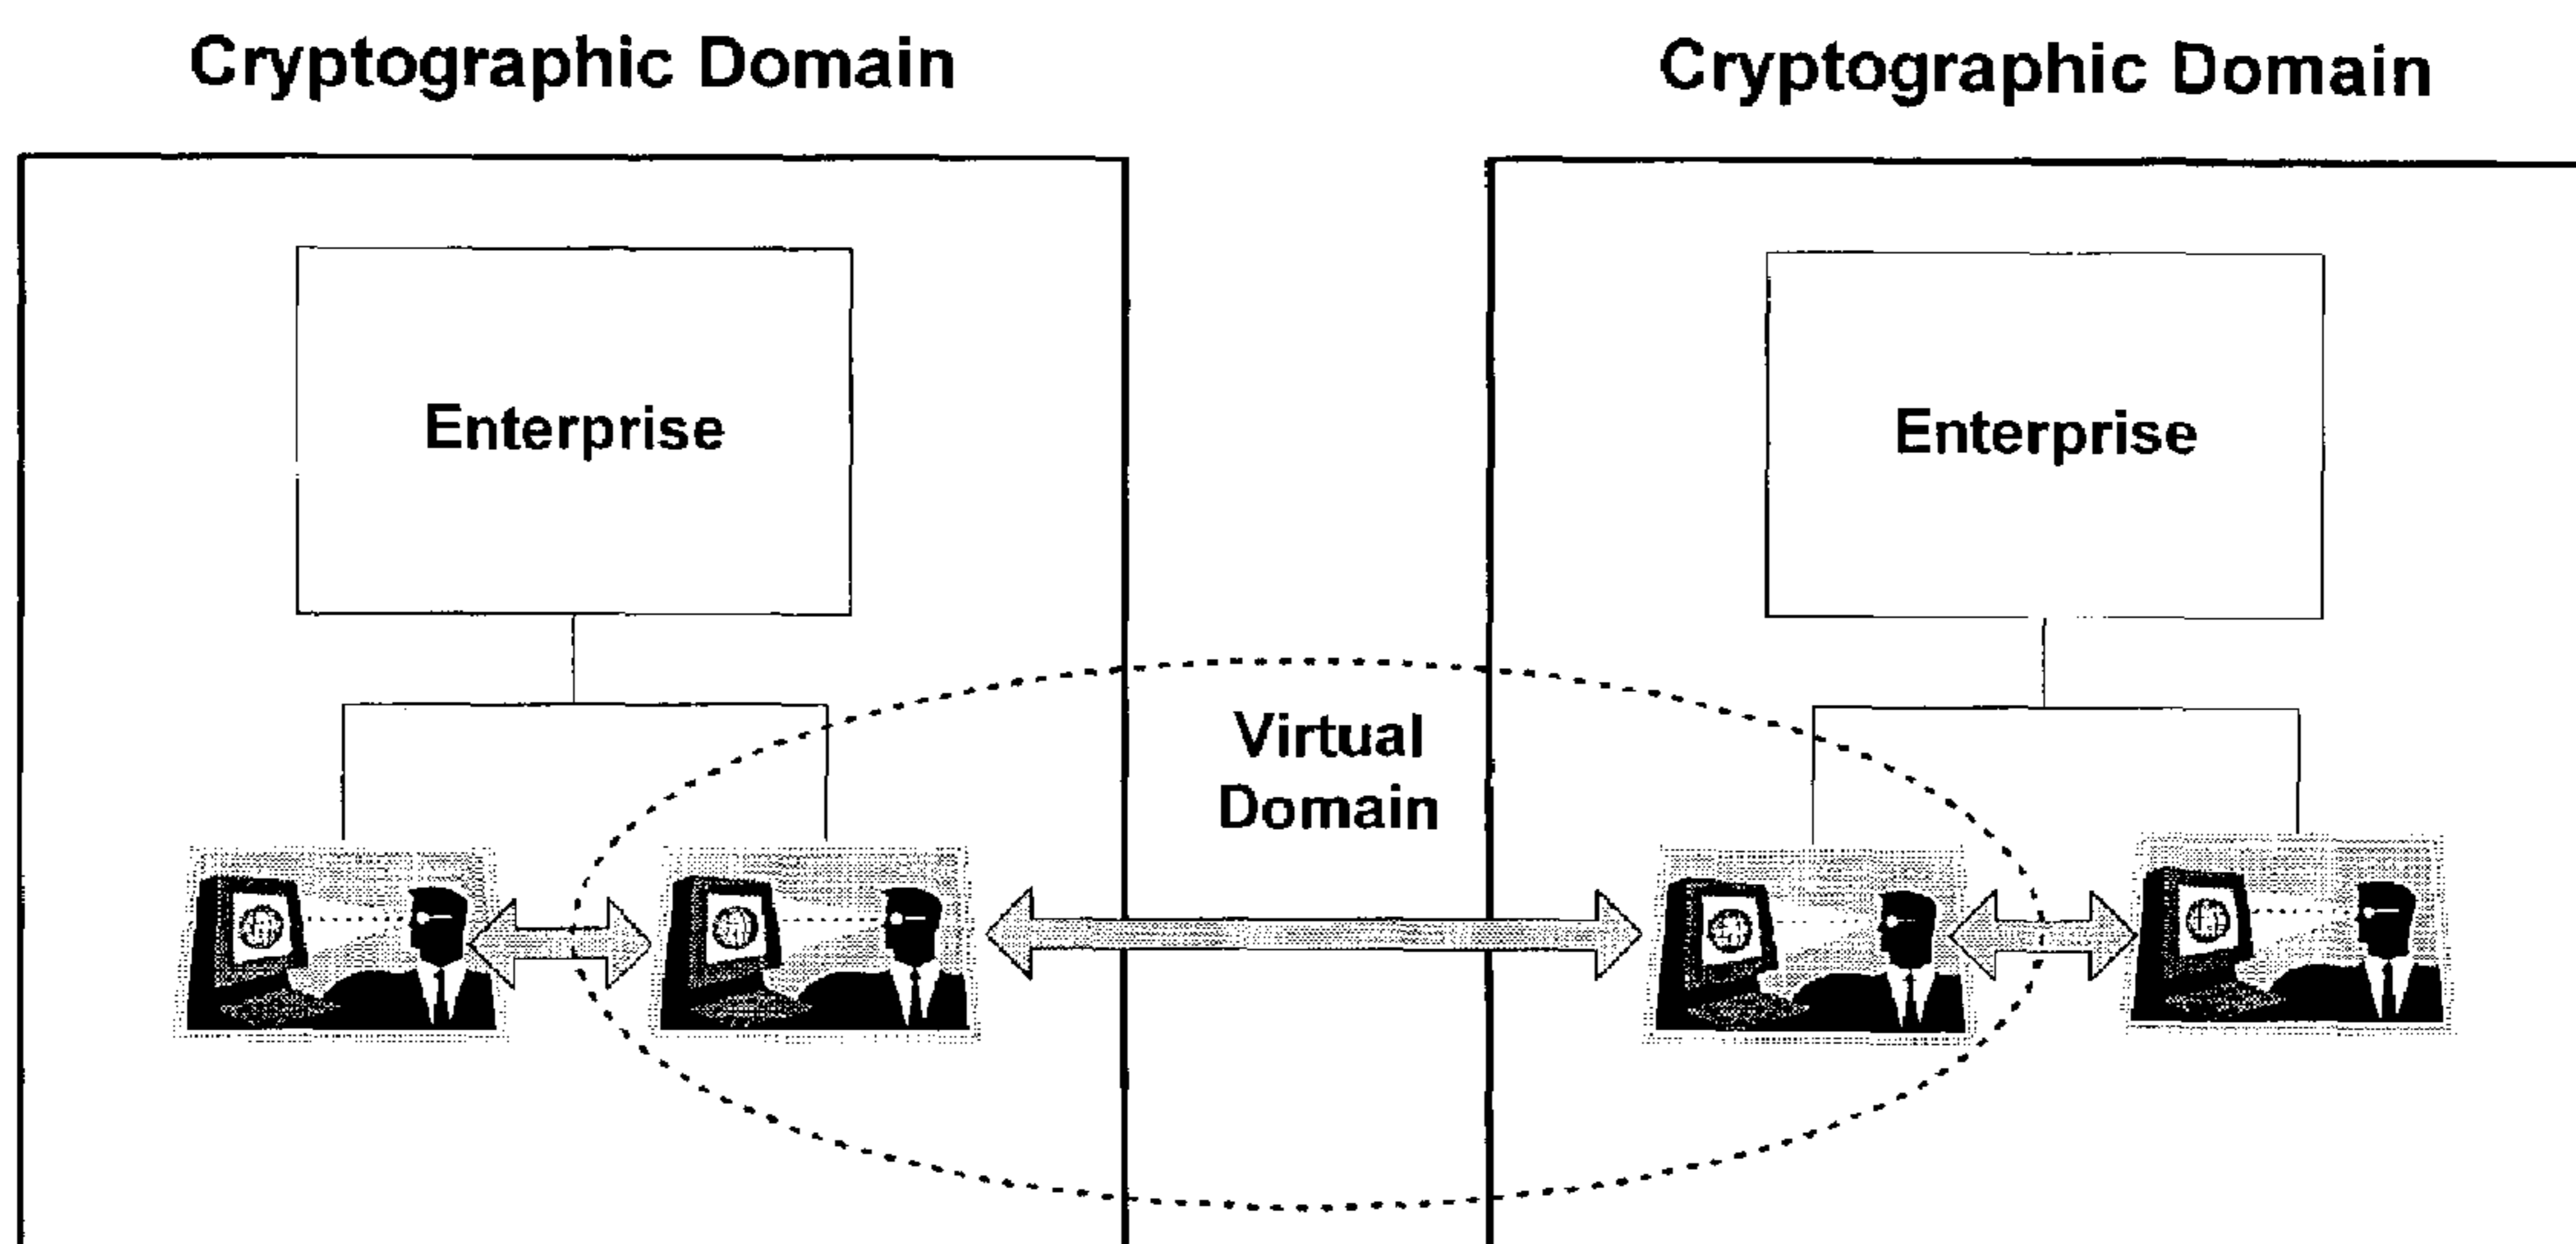 Cryptographic Domain
Cryptographic Domain
Enterprise
Enterprise
Virtual
Domain